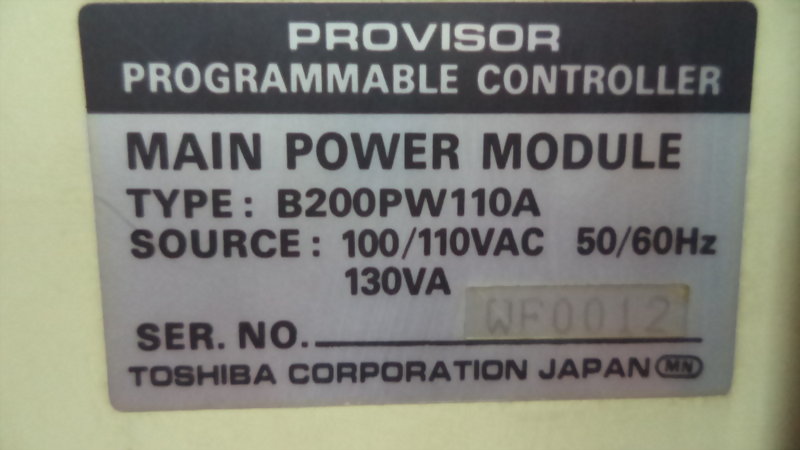 PROVISOR
PROGRAMMABLE CONTROLLER
MAIN POWER MODULE
TYPE: B200PW110A
SOURCE: 100/110VAC 50/60Hz
130VA
SER. NO. WF0012
TOSHIBA CORPORATION JAPAN MN